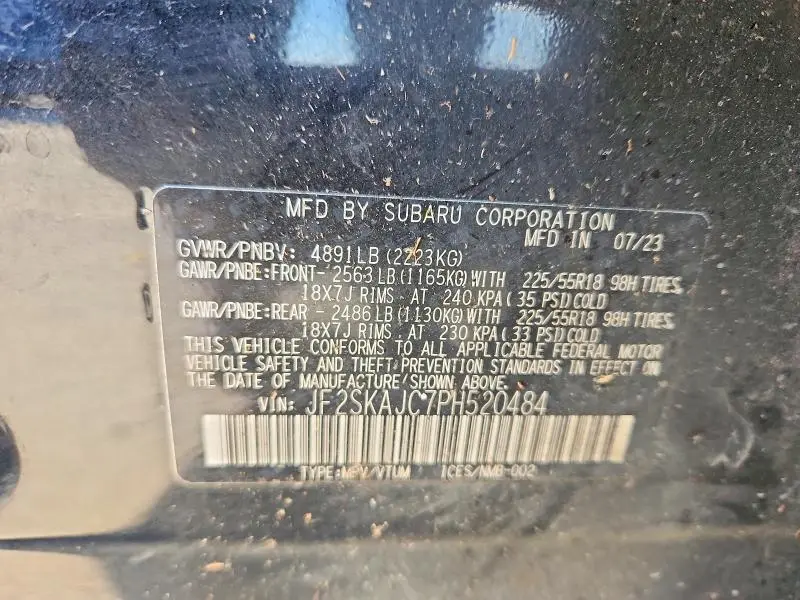 MFD BY SUBARU CORPORATION
MFD IN 07/23
GVWR/PNBV: 4891LB (2223KG)
GAWR/PNBE:FRONT- 2563LB(1165KG)WITH 225/55R18 98H TIRES,
18X7J RIMS AT 240 KPA(35 PSI)COLD
GAWR/PNBE:REAR - 2486LB(1130KG)WITH 225/55R18 98H TIRES,
18X7J RIMS AT 230 KPA(33 PSI)COLD
THIS VEHICLE CONFORMS TO ALL APPLICABLE FEDERAL MOTOR
VEHICLE SAFETY AND THEFT PREVENTION STANDARDS IN EFFECT ON
THE DATE OF MANUFACTURE SHOWN ABOVE.
VIN: JF2SKAJC7PH520484
TYPE:MPV/VTUM ICES/NMB-002